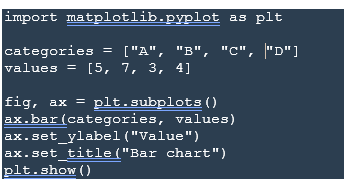 import matplotlib.pyplot as plt
categories = ["A", "B", "C", "D"]
values = [5, 7, 3, 4]
fig, ax = plt.subplots()
ax.bar(categories, values)
ax.set_ylabel("Value")
ax.set_title("Bar chart")
plt.show()